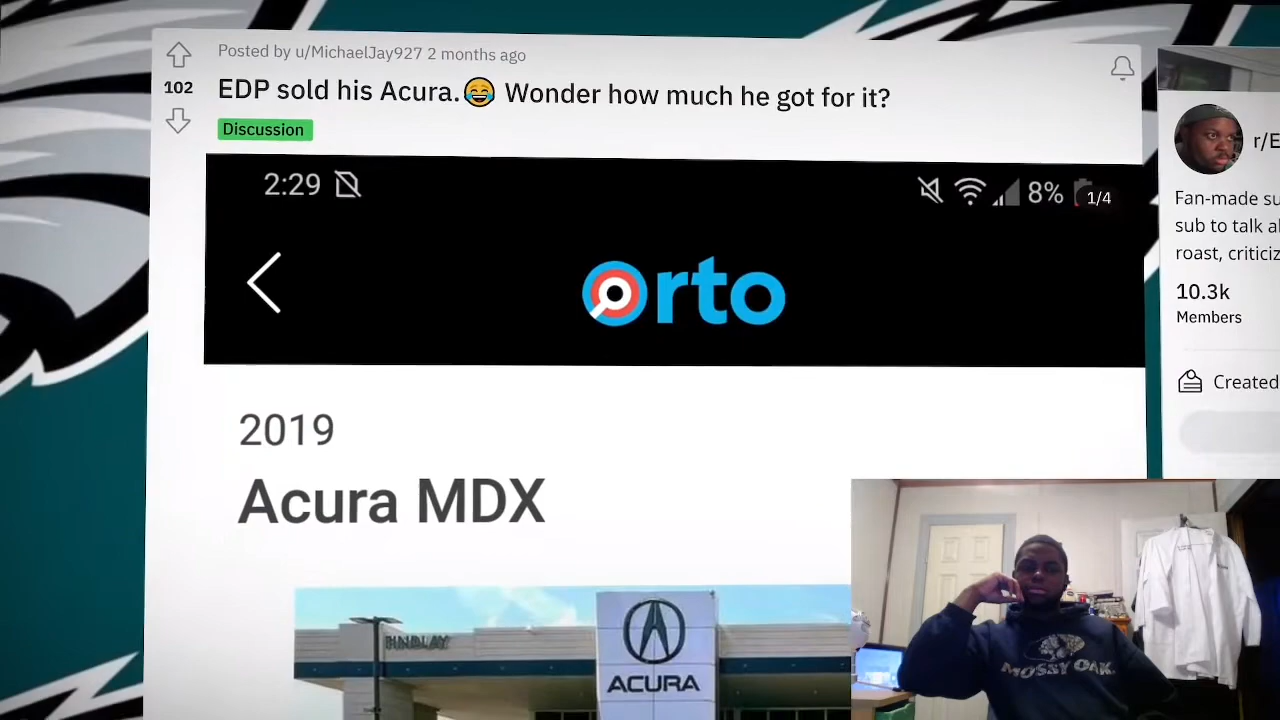 Posted by u/MichaelJay927 2 months ago
102
EDP sold his Acura.😂 Wonder how much he got for it?
Discussion
2:29
8%
1/4
orto
2019
Acura MDX
FINDLAY
ACURA
r/E
Fan-made su
sub to talk al
roast, criticiz
10.3k
Members
Created
MOSSY OAK.